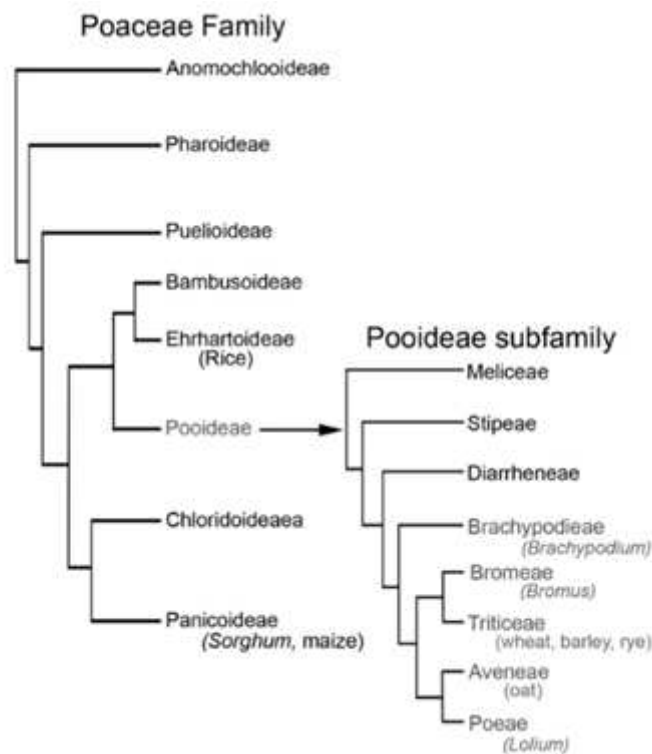 Poaceae Family
Anomochlooideae
Pharoideae
Puelioideae
Bambusoideae
Ehrhartoideae
(Rice)
Pooideae
Chloridoideaea
Panicoideae
(Sorghum, maize)
Pooideae subfamily
Meliceae
Stipeae
Diarrheneae
Brachypodieae
(Brachypodium)
Bromeae
(Bromus)
Triticeae
(wheat, barley, rye)
Aveneae
(oat)
Poeae
(Lolium)